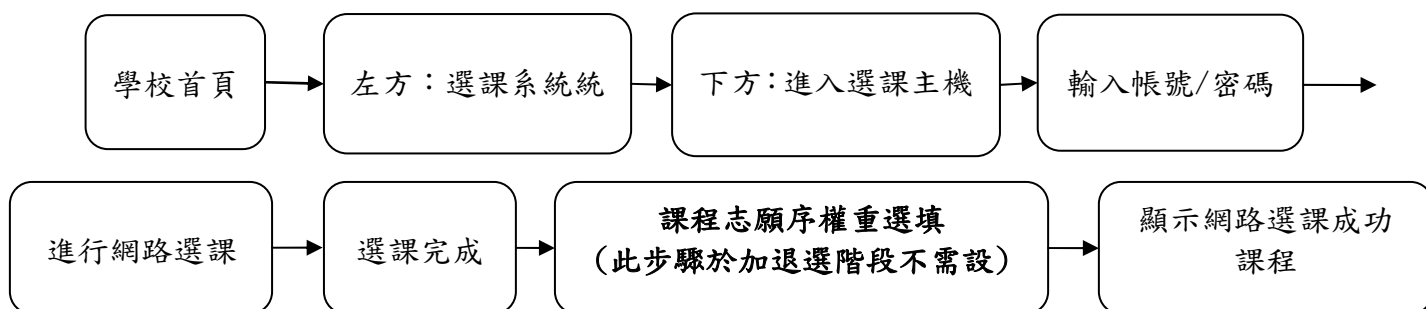 學校首頁
左方：選課系統統
下方：進入選課主機
輸入帳號/密碼
進行網路選課
選課完成
課程志願序權重選填
（此步驟於加退選階段不需設）
顯示網路選課成功
課程